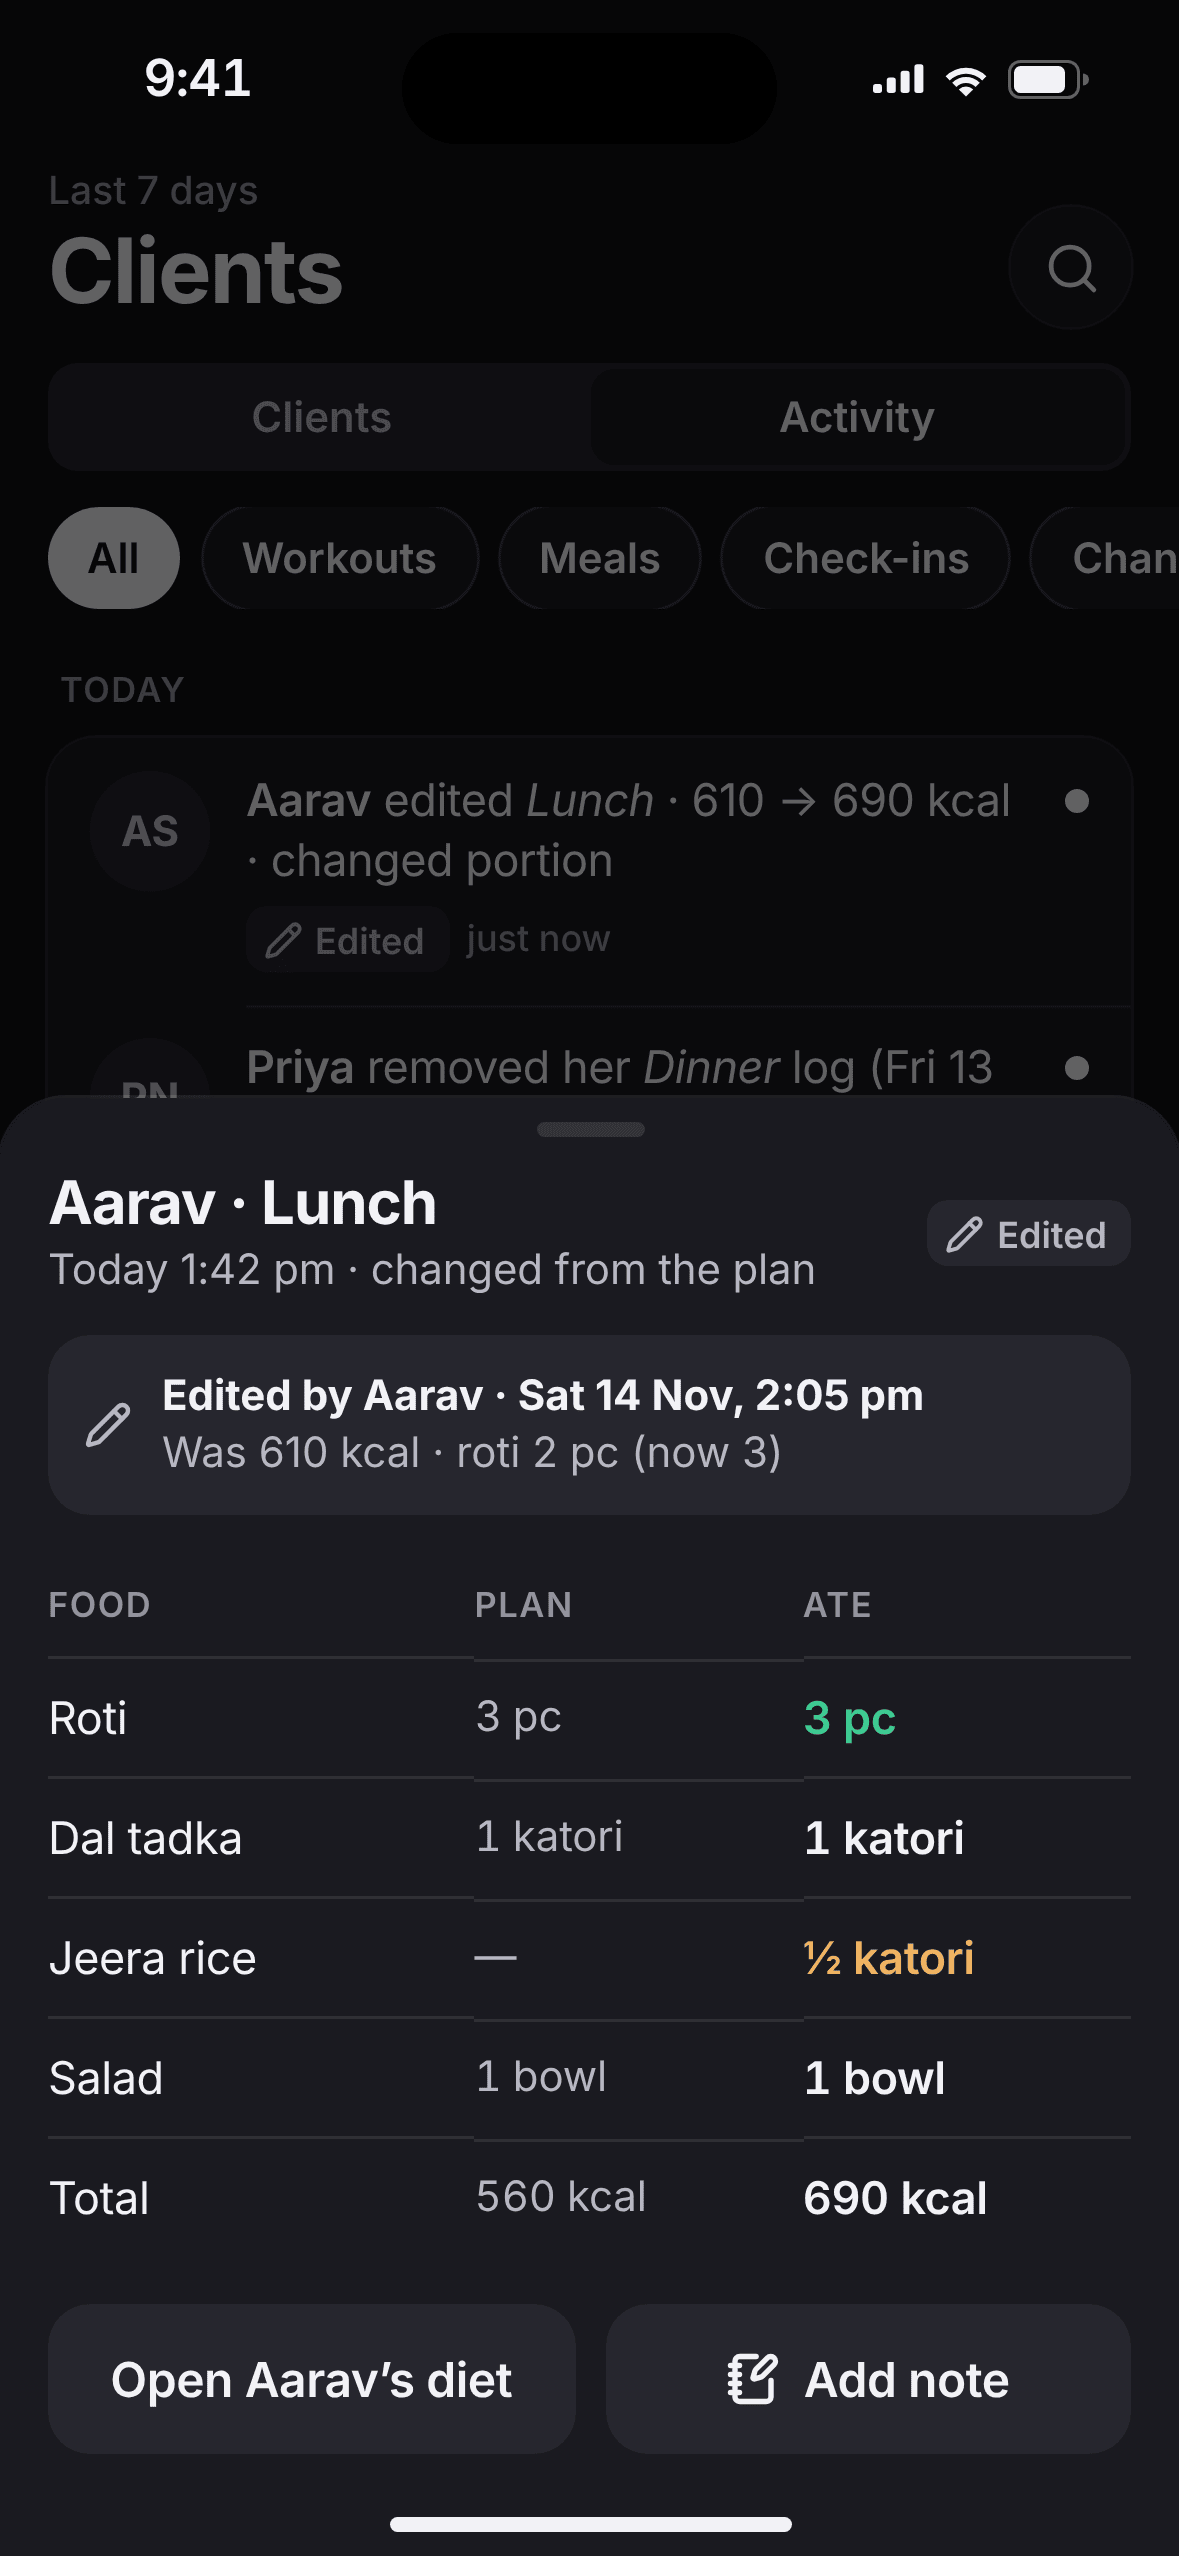 9:41
Last 7 days
Clients
Clients Activity
All Workouts Meals Check-ins Chan
TODAY
AS
Aarav edited Lunch · 610 → 690 kcal
· changed portion
Edited just now
PN
Priya removed her Dinner log (Fri 13
Aarav · Lunch
Today 1:42 pm · changed from the plan
Edited
Edited by Aarav · Sat 14 Nov, 2:05 pm
Was 610 kcal · roti 2 pc (now 3)
FOOD PLAN ATE
Roti 3 pc 3 pc
Dal tadka 1 katori 1 katori
Jeera rice — ½ katori
Salad 1 bowl 1 bowl
Total 560 kcal 690 kcal
Open Aarav’s diet Add note